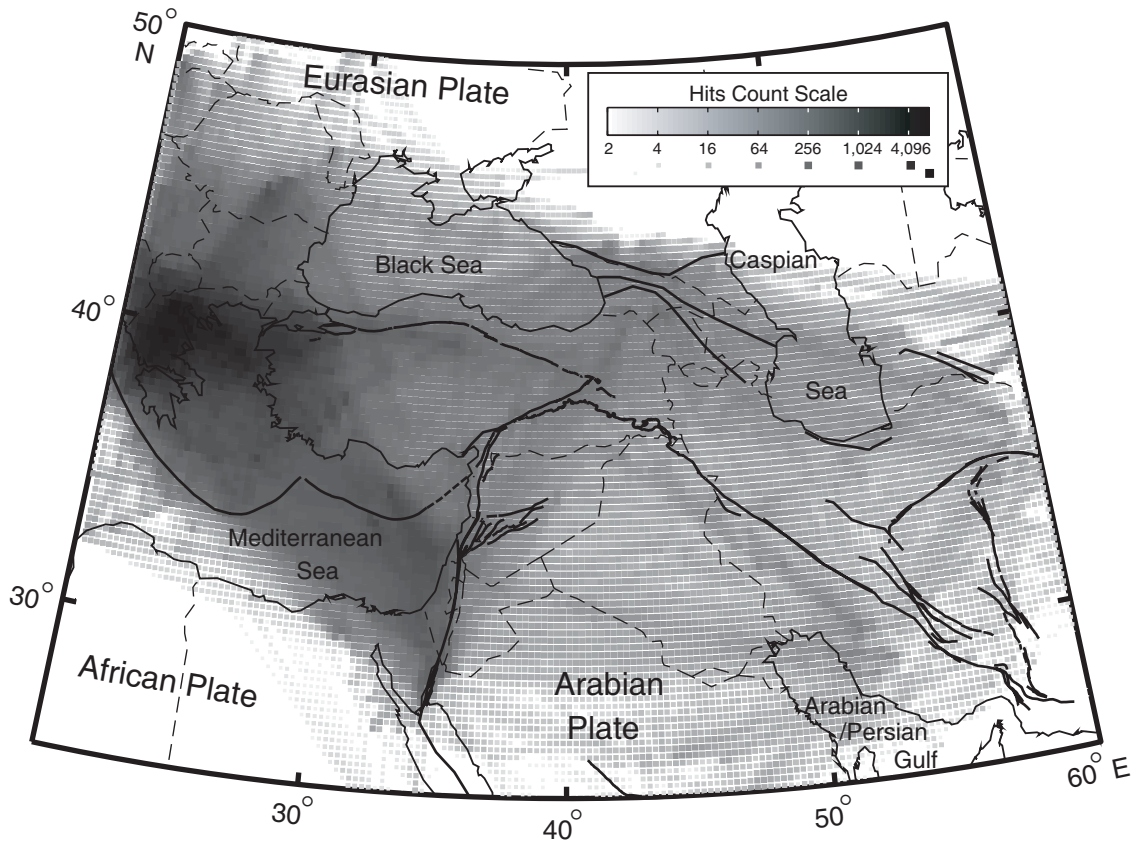 50°
N
Eurasian Plate
Hits Count Scale
2 4 16 64 256 1,024 4,096
Black Sea
Caspian
40°
Sea
Mediterranean
Sea
30°
African Plate
Arabian
Plate
Arabian
/Persian
Gulf
30°
40°
50°
60° E